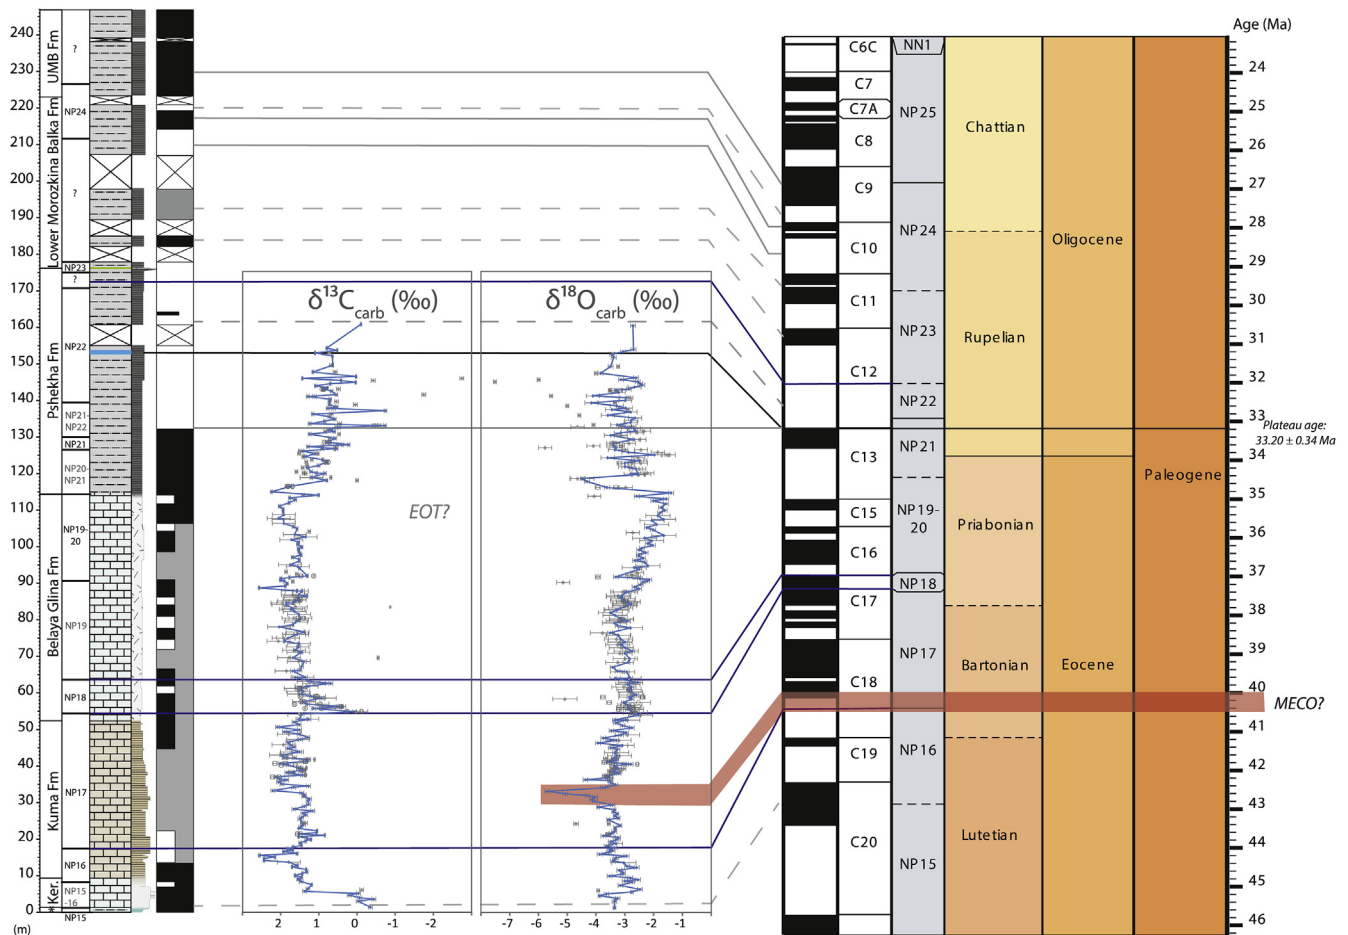 240
230
220
210
200
190
180
170
160
150
140
130
120
110
100
90
80
70
60
50
40
30
20
10
0
(m)
UMB Fm
Lower Morozkina Balka Fm
Pshekha Fm
Belaya Glina Fm
Kuma Fm
Ker.
*
?
NP24
?
NP23
?
NP22
NP21-
NP22
NP21
NP20-
NP21
NP19-
20
NP19
NP18
NP17
NP16
NP15
-16
NP15
δ13Ccarb (‰)
EOT?
2 1 0 -1 -2
δ18Ocarb (‰)
-7 -6 -5 -4 -3 -2 -1
C6C
C7
C7A
C8
C9
C10
C11
C12
C13
C15
C16
C17
C18
C19
C20
NN1
NP25
NP24
NP23
NP22
NP21
NP19-
20
NP18
NP17
NP16
NP15
Chattian
Rupelian
Priabonian
Bartonian
Lutetian
Oligocene
Eocene
Paleogene
Age (Ma)
24
25
26
27
28
29
30
31
32
33
Plateau age:
33.20 ± 0.34 Ma
34
35
36
37
38
39
40
MECO?
41
42
43
44
45
46